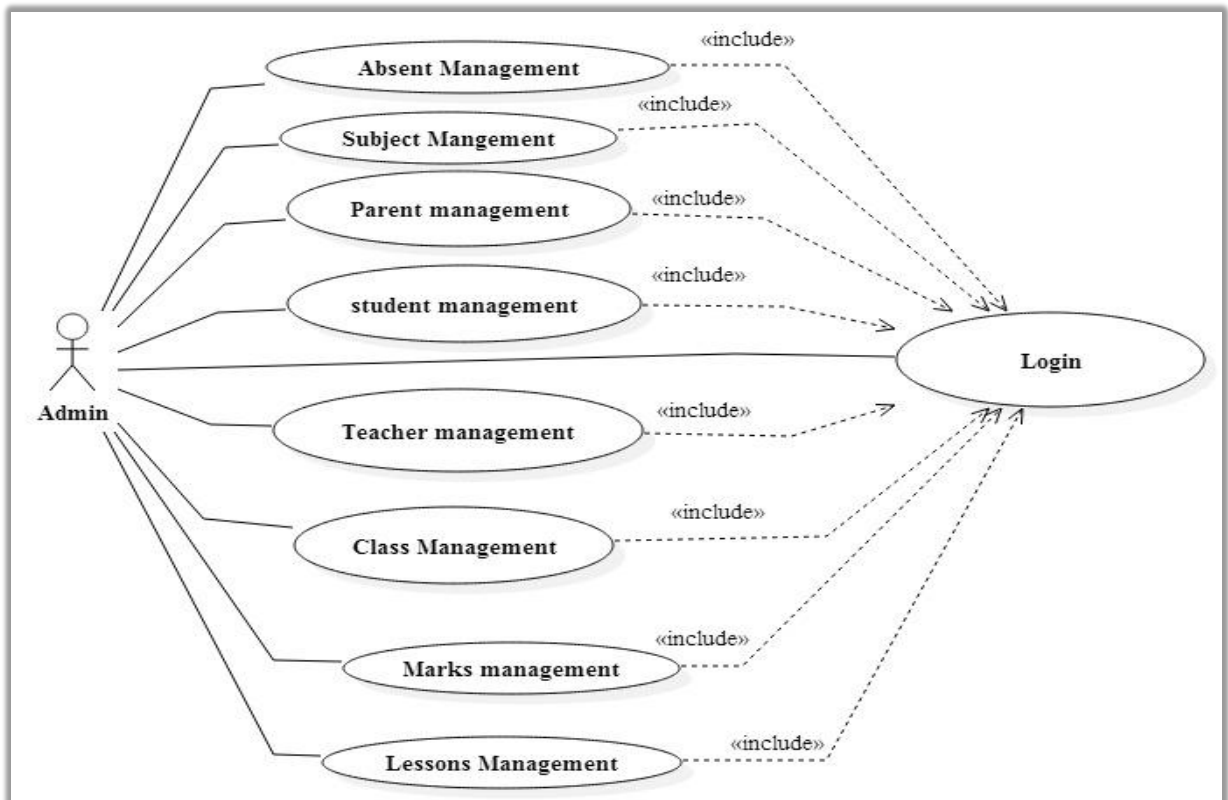 «include»
Absent Management
«include»
Subject Mangement
«include»
Parent management
«include»
student management
Login
Admin
«include»
Teacher management
«include»
Class Management
«include»
Marks management
«include»
Lessons Management